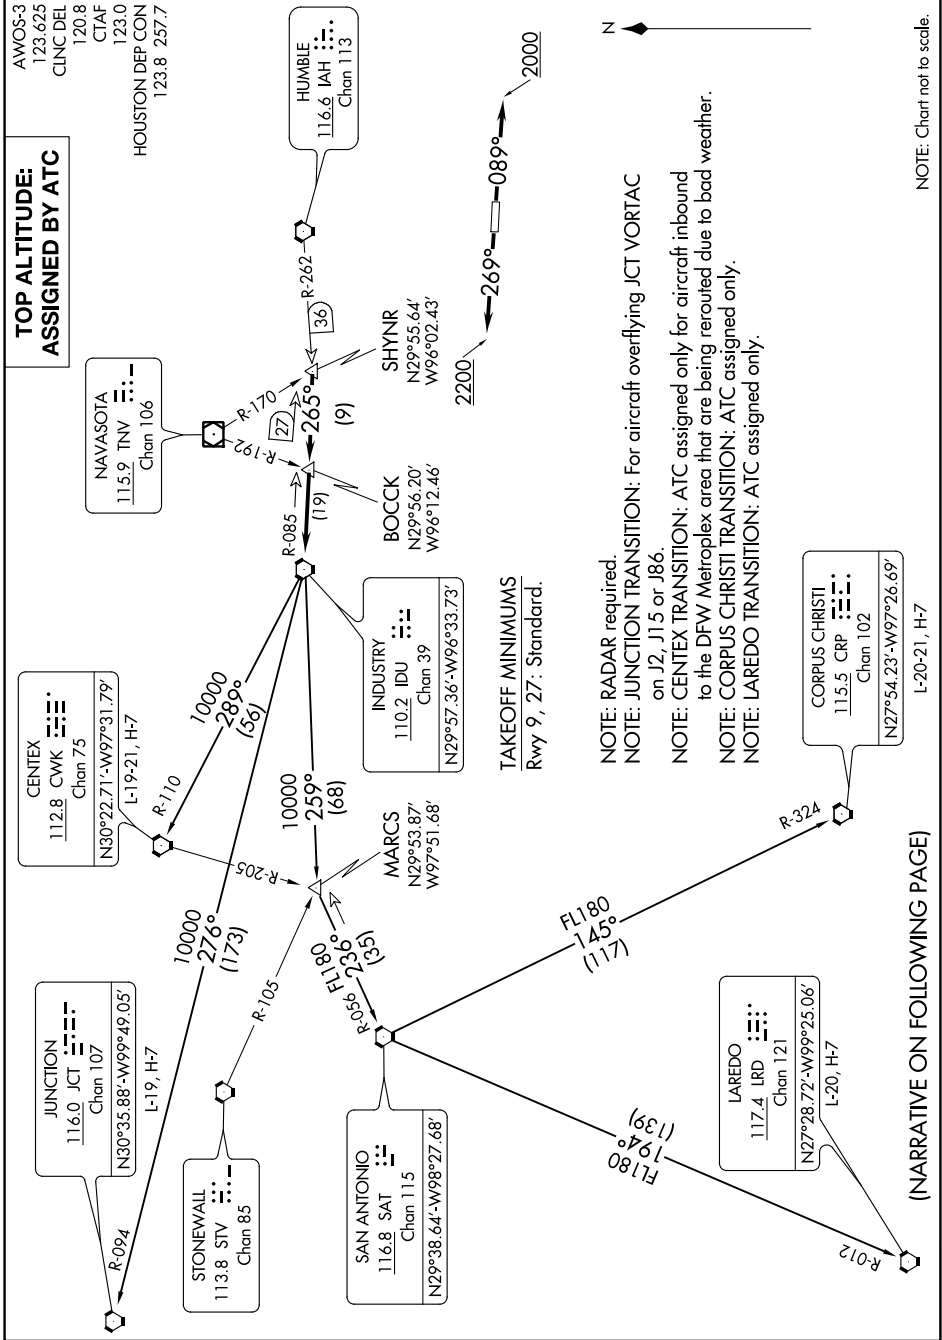 TOP ALTITUDE:
ASSIGNED BY ATC
AWOS-3
123.625
CLNC DEL
120.8
CTAF
123.0
HOUSTON DEP CON
123.8 257.7
JUNCTION
116.0 JCT
Chan 107
N30°35.88'-W99°49.05'
L-19, H-7
R-094
10000
276°
(173)
CENTEX
112.8 CWK
Chan 75
N30°22.71'-W97°31.79'
L-19-21, H-7
R-110
10000
289°
(56)
R-205
NAVASOTA
115.9 TNV
Chan 106
R-170
R-192
27
HUMBLE
116.6 IAH
Chan 113
R-262
36
SHYNR
N29°55.64'
W96°02.43'
265°
(9)
BOCCK
N29°56.20'
W96°12.46'
R-085
(19)
INDUSTRY
110.2 IDU
Chan 39
N29°57.36'-W96°33.73'
10000
259°
(68)
MARCS
N29°53.87'
W97°51.68'
STONEWALL
113.8 STV
Chan 85
R-105
R-056
FL180
236°
(35)
SAN ANTONIO
116.8 SAT
Chan 115
N29°38.64'-W98°27.68'
FL180
145°
(117)
R-324
CORPUS CHRISTI
115.5 CRP
Chan 102
N27°54.23'-W97°26.69'
L-20-21, H-7
FL180
194°
(139)
R-012
LAREDO
117.4 LRD
Chan 121
N27°28.72'-W99°25.06'
L-20, H-7
2200
269°
089°
2000
N
TAKEOFF MINIMUMS
Rwy 9, 27: Standard.
NOTE: RADAR required.
NOTE: JUNCTION TRANSITION: For aircraft overflying JCT VORTAC
on J2, J15 or J86.
NOTE: CENTEX TRANSITION: ATC assigned only for aircraft inbound
to the DFW Metroplex area that are being rerouted due to bad weather.
NOTE: CORPUS CHRISTI TRANSITION: ATC assigned only.
NOTE: LAREDO TRANSITION: ATC assigned only.
(NARRATIVE ON FOLLOWING PAGE)
NOTE: Chart not to scale.